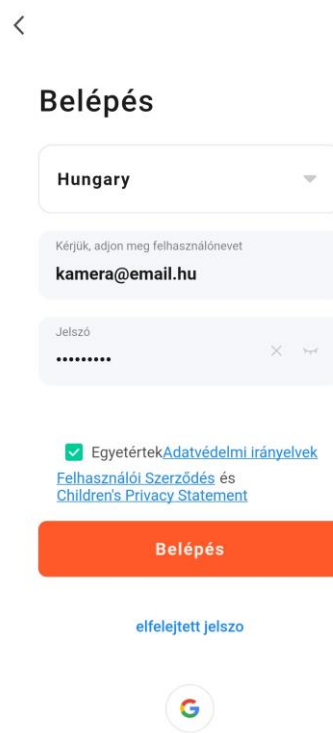 Belépés
Hungary
Kérjük, adjon meg felhasználónevet
kamera@email.hu
Jelszó
•••••••••
EgyetértekAdatvédelmi irányelvek
Felhasználói Szerződés és
Children's Privacy Statement
Belépés
elfelejtett jelszo